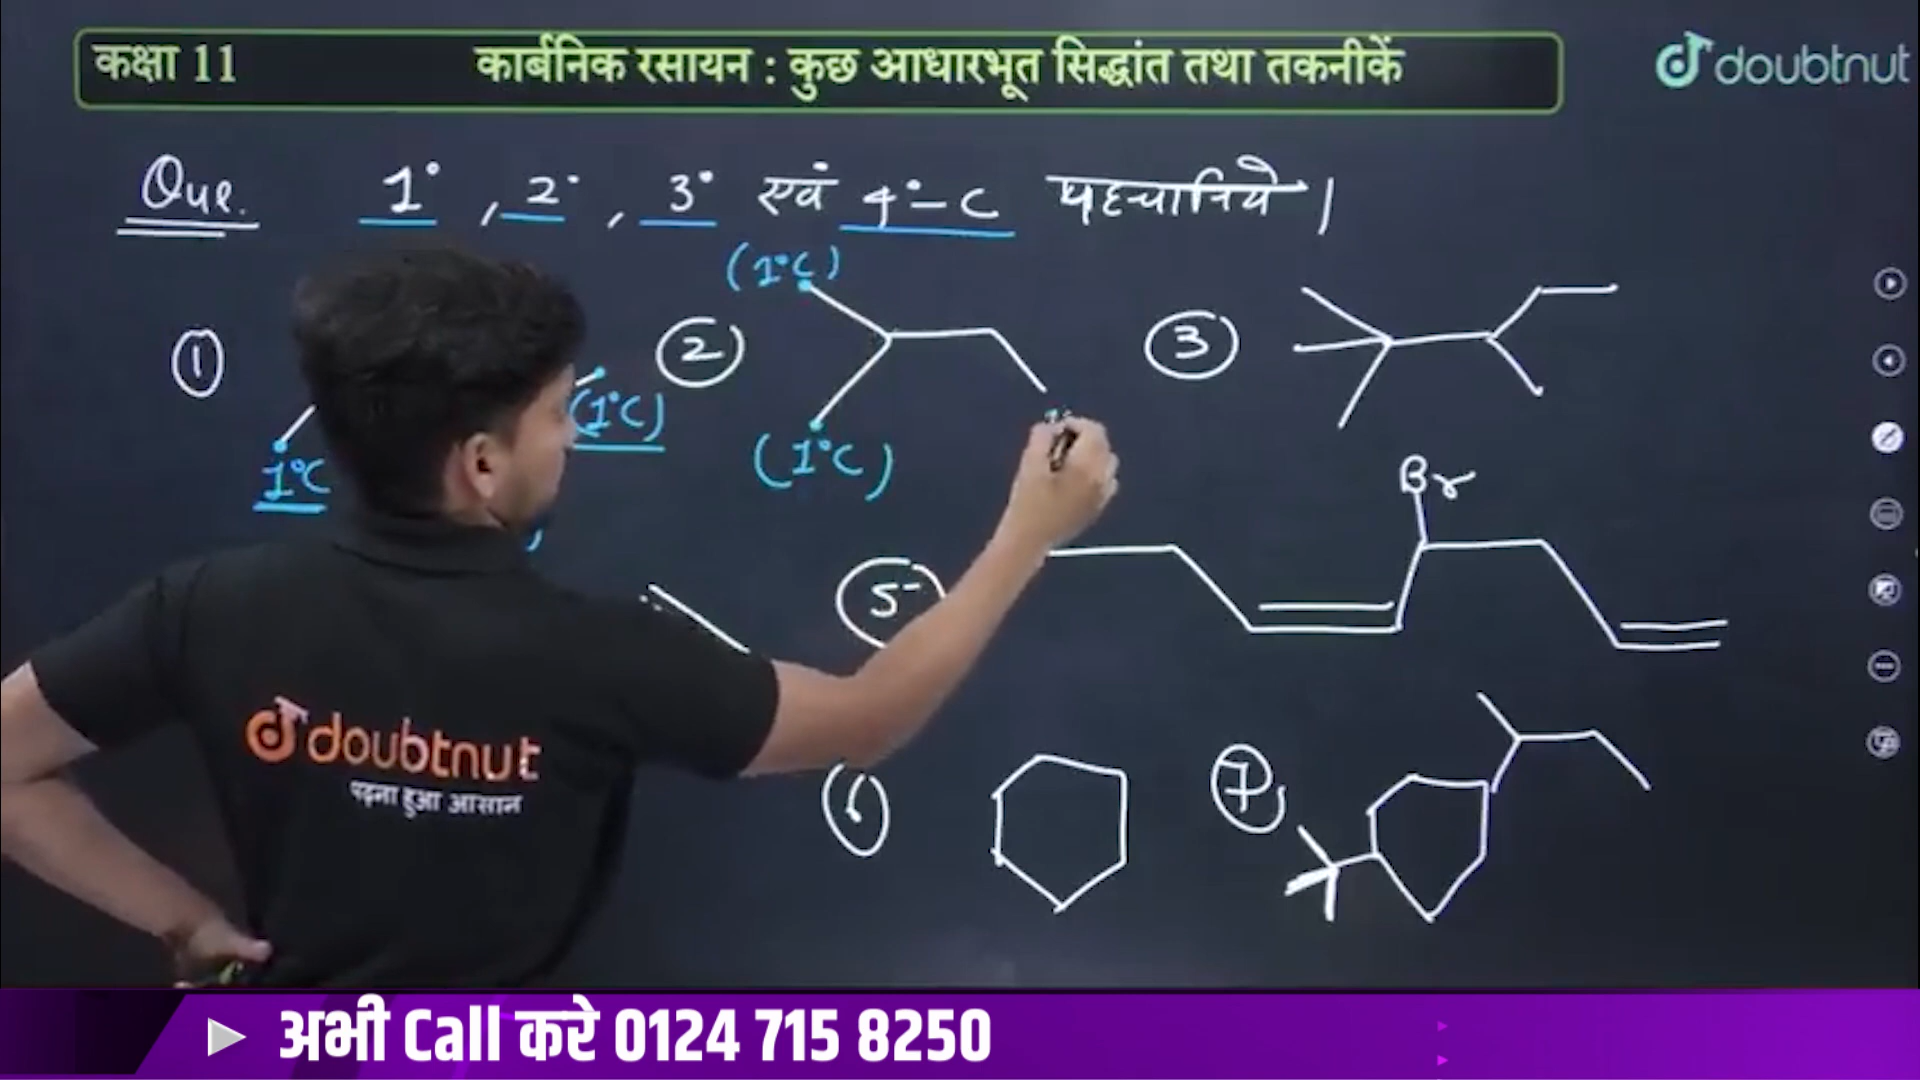 कक्षा 11
कार्बनिक रसायन : कुछ आधारभूत सिद्धांत तथा तकनीकें
doubtnut
Que. 1° , 2° , 3° एवं 4°-C पहचानिये।
(1°C)
1
2
3
(1°C)
1°C
(1°C)
Br
5
doubtnut
पढ़ना हुआ आसान
6
7
अभी Call करे 0124 715 8250